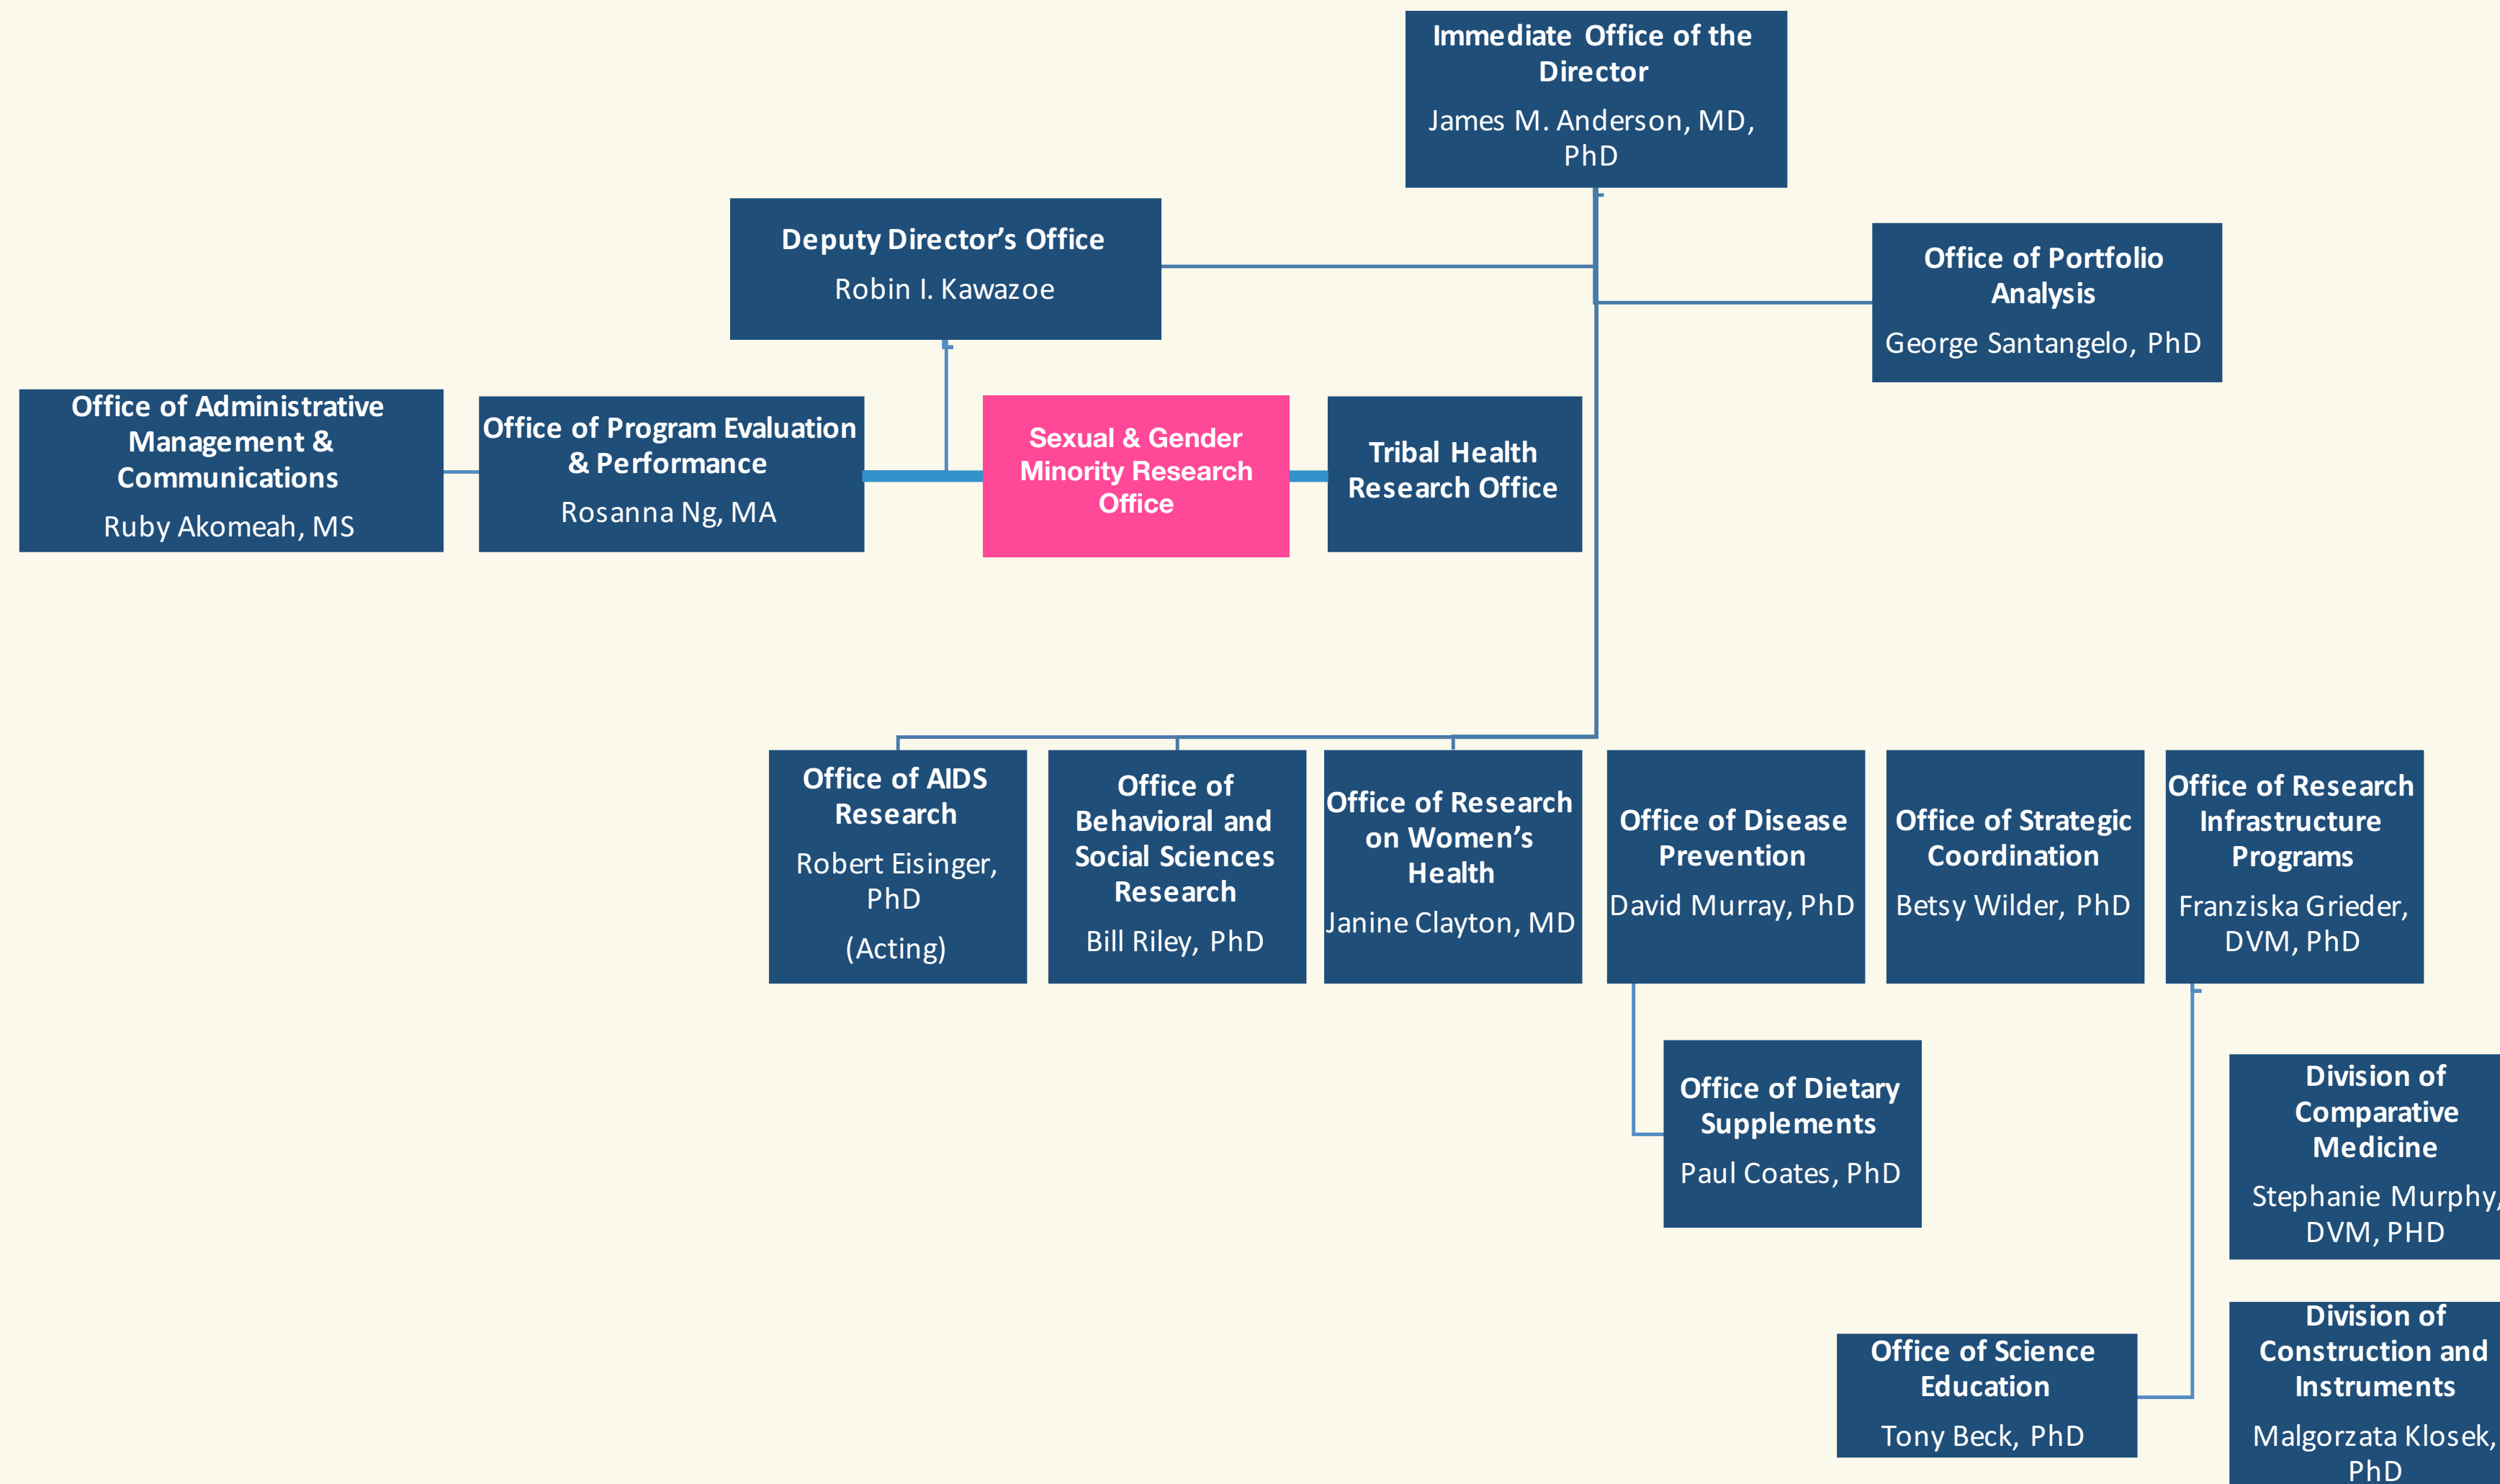 Immediate Office of the
Director
James M. Anderson, MD,
PhD
Deputy Director’s Office
Robin I. Kawazoe
Office of Portfolio
Analysis
George Santangelo, PhD
Office of Administrative
Management &
Communications
Ruby Akomeah, MS
Office of Program Evaluation
& Performance
Rosanna Ng, MA
Sexual & Gender
Minority Research
Office
Tribal Health
Research Office
Office of AIDS
Research
Robert Eisinger,
PhD
(Acting)
Office of
Behavioral and
Social Sciences
Research
Bill Riley, PhD
Office of Research
on Women’s
Health
Janine Clayton, MD
Office of Disease
Prevention
David Murray, PhD
Office of Strategic
Coordination
Betsy Wilder, PhD
Office of Research
Infrastructure
Programs
Franziska Grieder,
DVM, PhD
Office of Dietary
Supplements
Paul Coates, PhD
Division of
Comparative
Medicine
Stephanie Murphy,
DVM, PHD
Office of Science
Education
Tony Beck, PhD
Division of
Construction and
Instruments
Malgorzata Klosek,
PhD